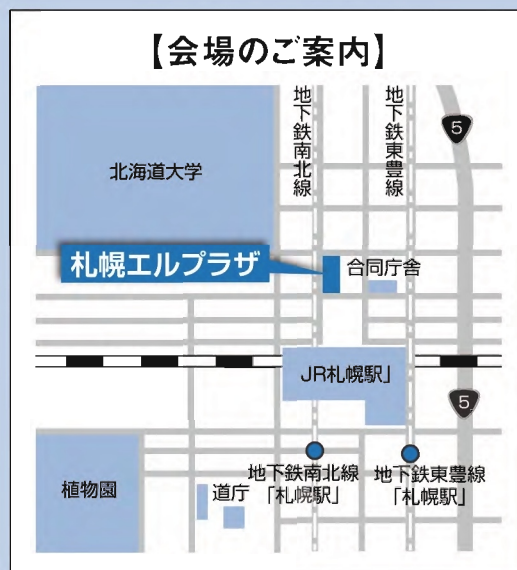 【会場のご案内】
地下鉄南北線
地下鉄東豊線
5
北海道大学
札幌エルプラザ
合同庁舎
JR札幌駅」
5
植物園
道庁
地下鉄南北線
「札幌駅」
地下鉄東豊線
「札幌駅」